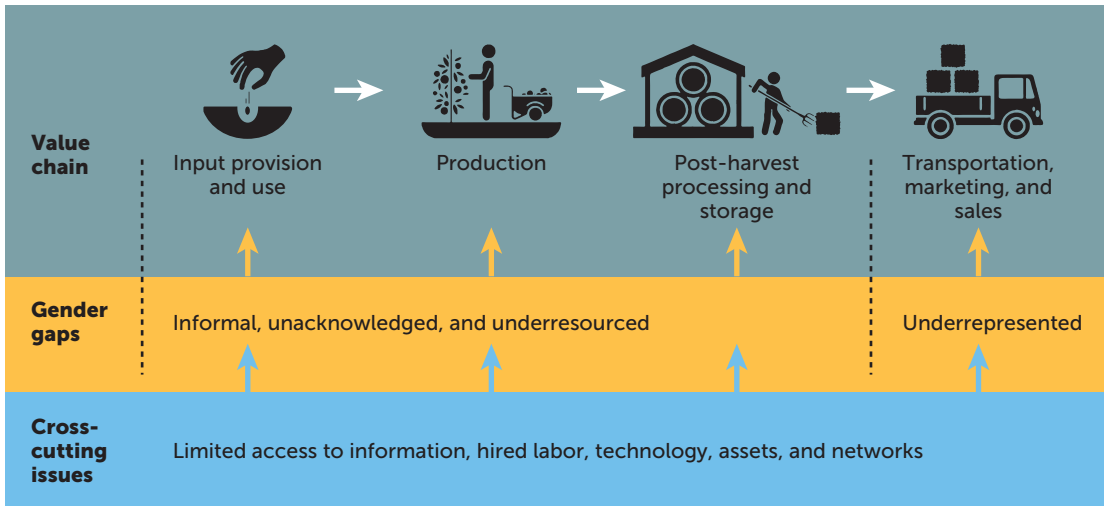 Value
chain
Input provision
and use
Production
Post-harvest
processing and
storage
Transportation,
marketing, and
sales
Gender
gaps
Informal, unacknowledged, and underresourced
Underrepresented
Cross-
cutting
issues
Limited access to information, hired labor, technology, assets, and networks